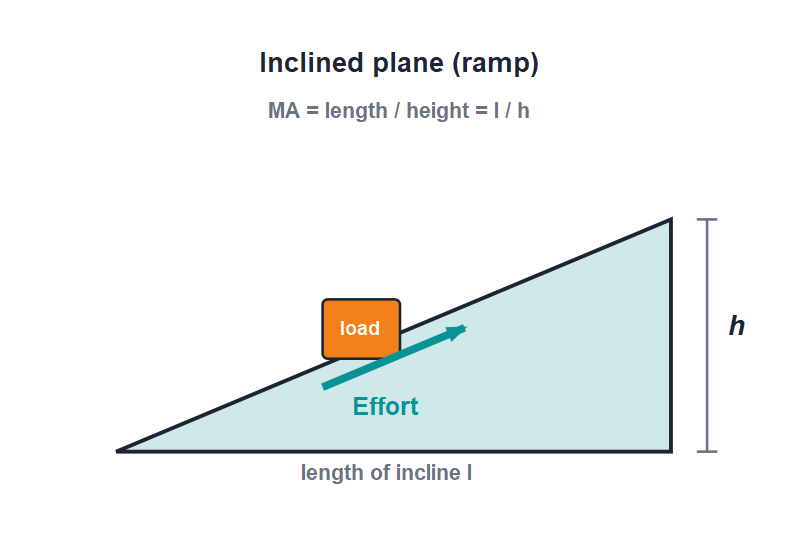 Inclined plane (ramp)
MA = length / height = l / h
load
h
Effort
length of incline l